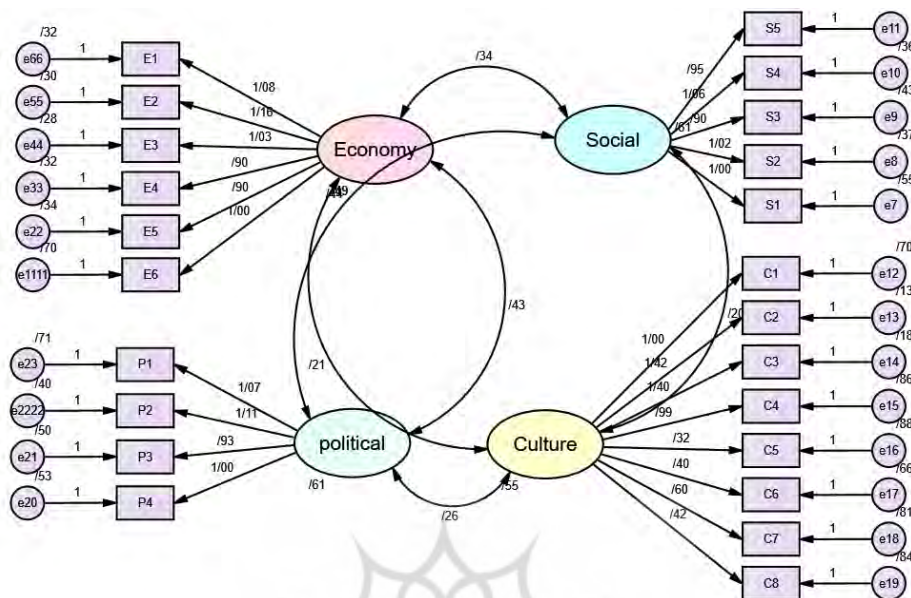 /32
e66 1 E1
/30
e55 1 E2
/28
e44 1 E3
/32
e33 1 E4
/34
e22 1 E5
/70
e1111 1 E6
1/08
1/16
1/03
/90
/90
1/00
Economy
/34
Social
/61
/95
1/06
/90
1/02
1/00
S5 1 e11
/36
S4 1 e10
/43
S3 1 e9
/37
S2 1 e8
/55
S1 1 e7
/43
/21
/20
/71
e23 1 P1
/40
e2222 1 P2
/50
e21 1 P3
/53
e20 1 P4
1/07
1/11
/93
1/00
political
/61
/26
Culture
/55
1/00
1/42
1/40
/99
/32
/40
/60
/42
/70
C1 1 e12
/13
C2 1 e13
/18
C3 1 e14
/86
C4 1 e15
/88
C5 1 e16
/66
C6 1 e17
/81
C7 1 e18
/84
C8 1 e19